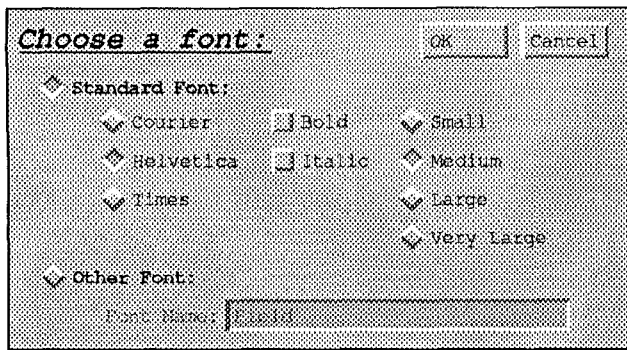 Choose a font: OK Cancel
Standard Font:
Courier Bold Small
Helvetica Italic Medium
Times Large
Very Large
Other Font:
Font Name: Field